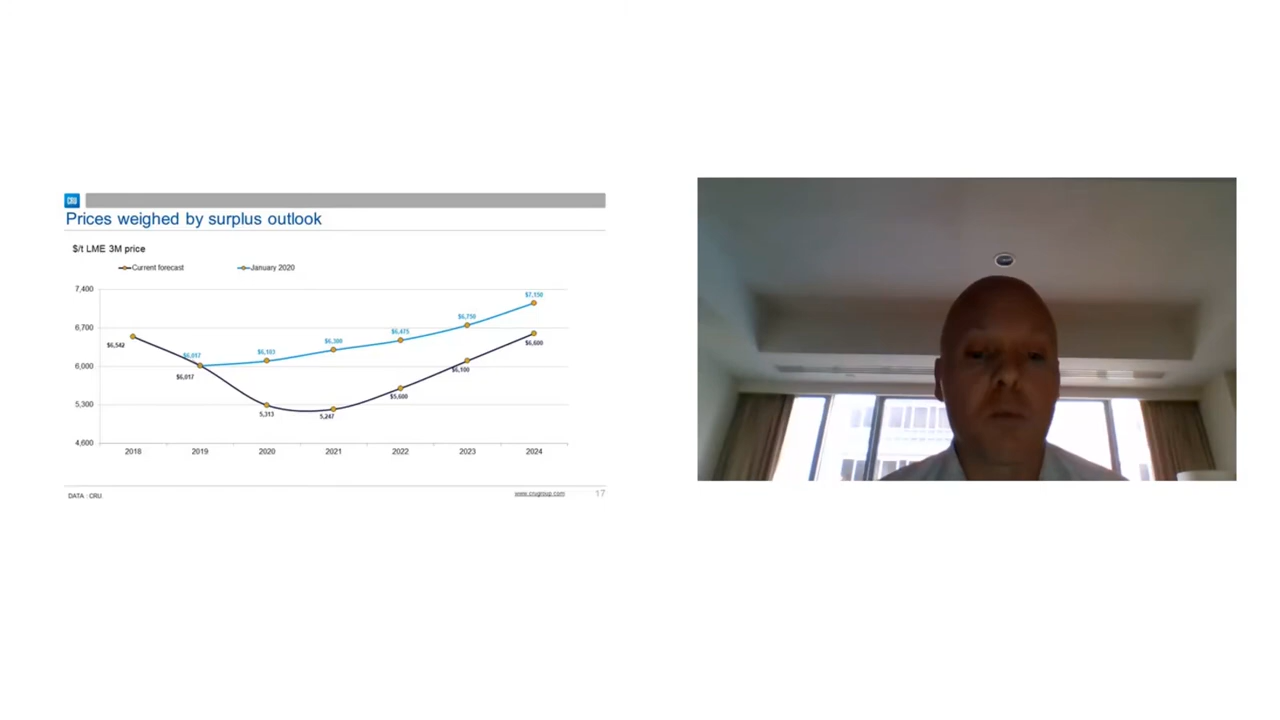 CRU
Prices weighed by surplus outlook
$/t LME 3M price
Current forecast
January 2020
7,400
6,700
6,000
5,300
4,600
$6,542
$6,017
$6,017
$6,103
5,313
$6,300
5,247
$6,475
$5,600
$6,750
$6,100
$7,150
$6,600
2018 2019 2020 2021 2022 2023 2024
DATA : CRU
www.crugroup.com
17